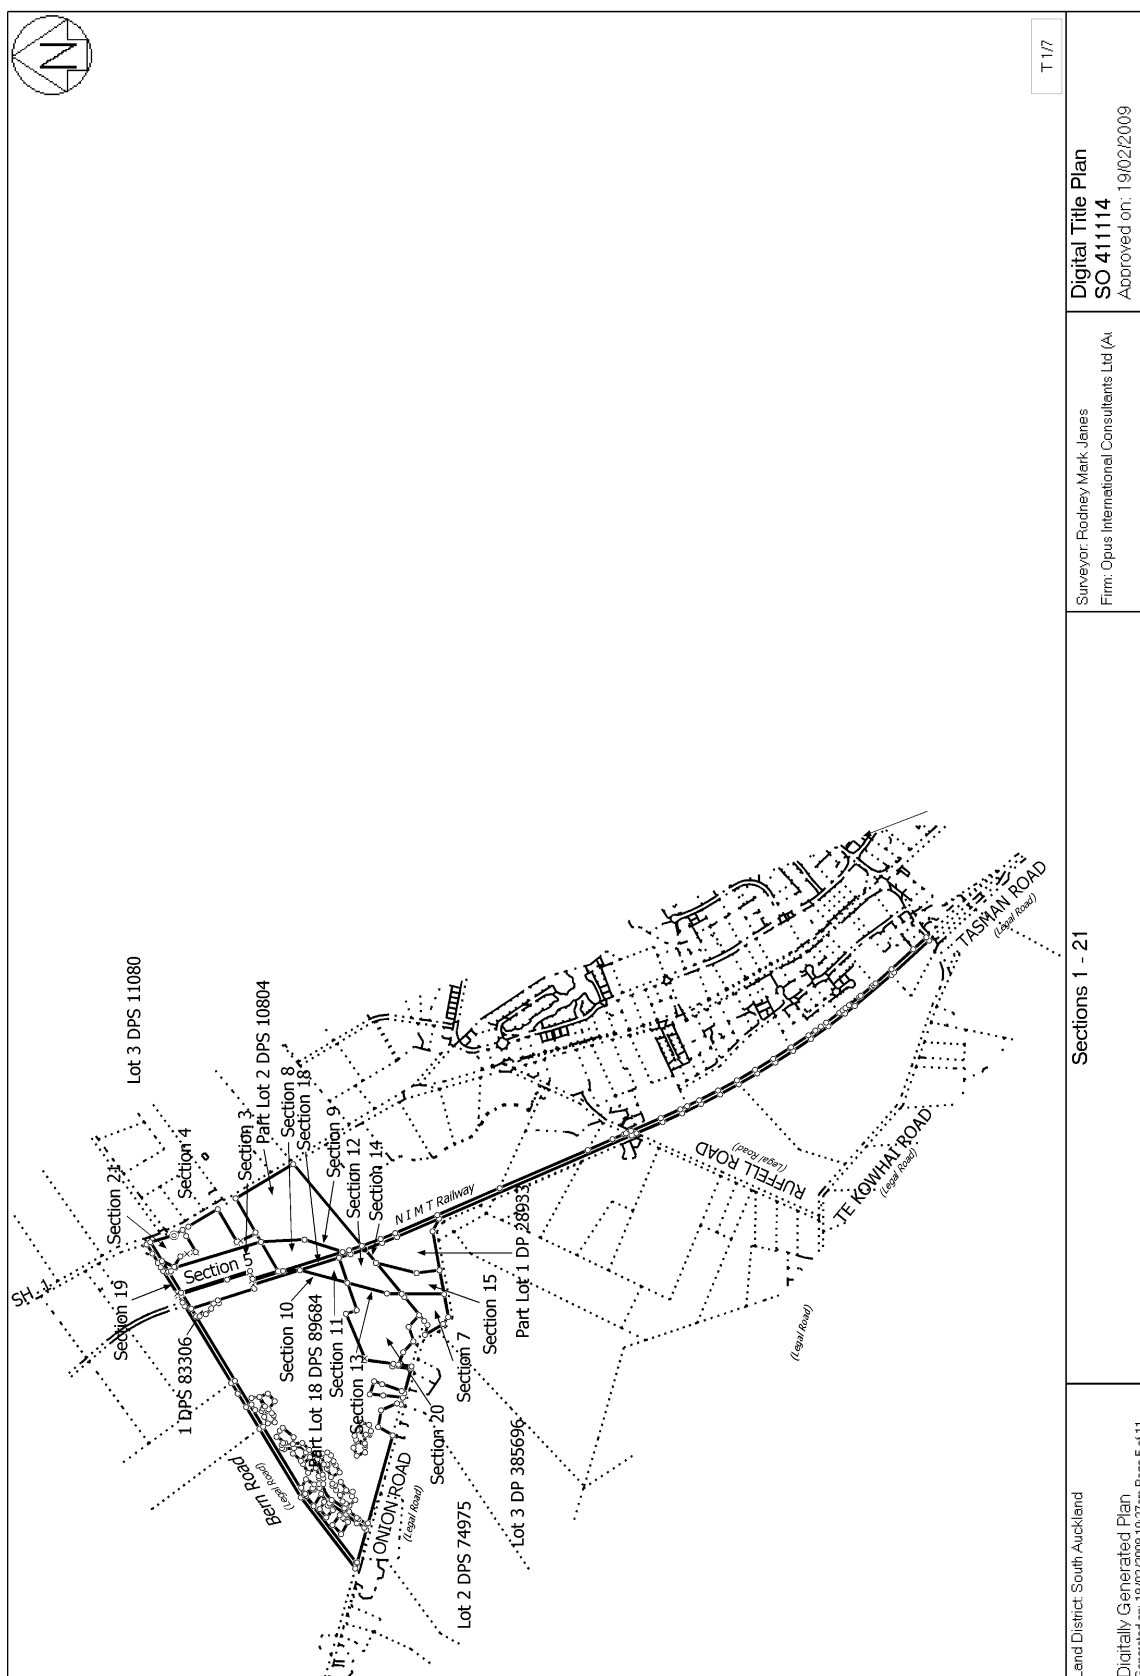 N
T 1/7
SH 1
Section 19
Section 21
Lot 3 DPS 11080
Section 4
1 DPS 83306
Section 5
Section 3
Part Lot 2 DPS 10804
Section 8
Section 18
Section 9
Section 12
Section 14
Section 10
Part Lot 18 DPS 89684
Section 11
Section 13
Section 20
Section 7
Section 15
Part Lot 1 DP 28933
N I M T Railway
Bern Road
(Legal Road)
ONION ROAD
(Legal Road)
Lot 2 DPS 74975
Lot 3 DP 385696
RUFFELL ROAD
(Legal Road)
TE KOWHAI ROAD
(Legal Road)
(Legal Road)
TASMAN ROAD
(Legal Road)
Land District: South Auckland
Digitally Generated Plan
Sections 1 - 21
Surveyor: Rodney Mark Janes
Firm: Opus International Consultants Ltd (Au
Digital Title Plan
SO 411114
Approved on: 19/02/2009